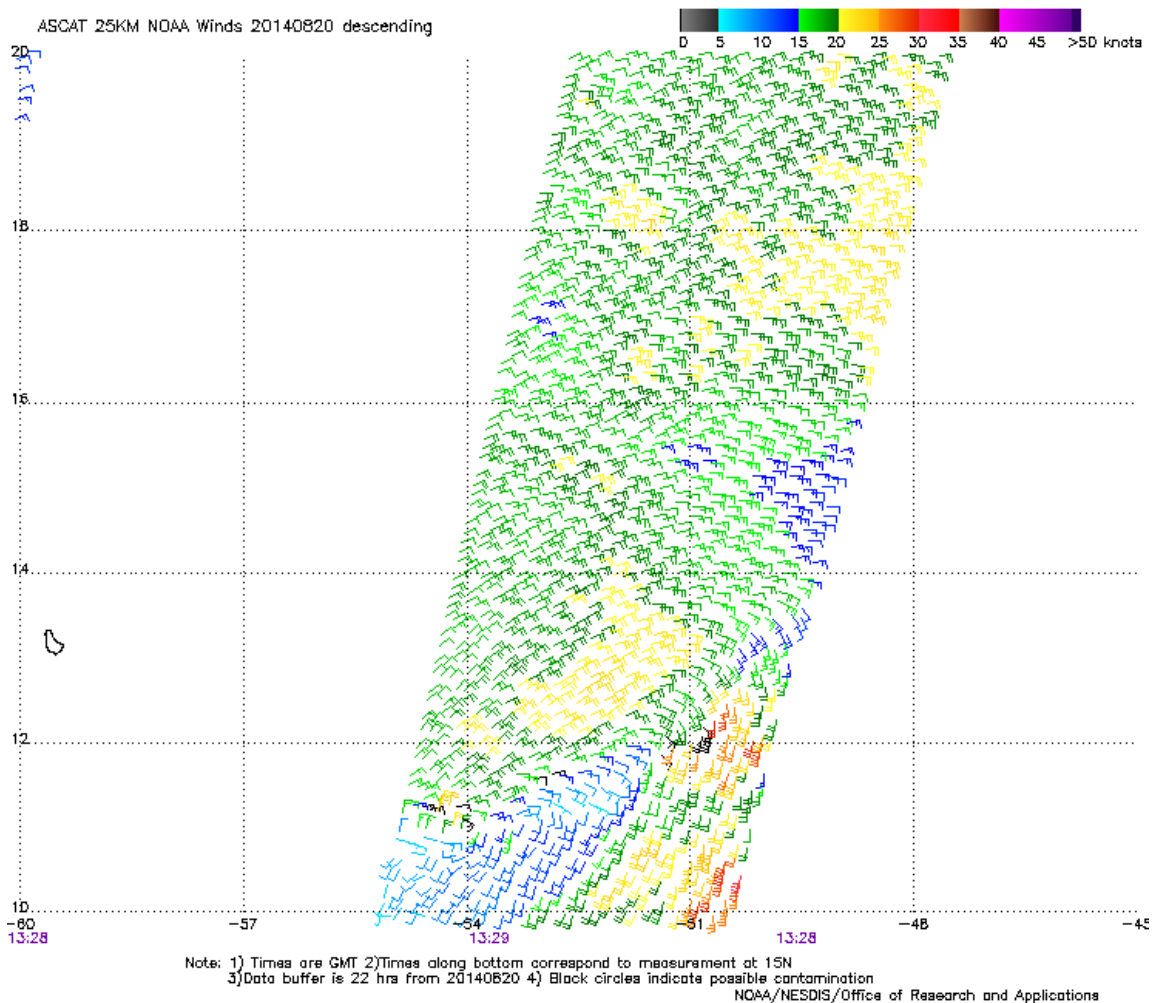 ASCAT 25KM NOAA Winds 20140820 descending
0 5 10 15 20 25 30 35 40 45 >50 knots
20
18
16
14
12
10
-60 -57 -54 -51 -48 -45
13:28 13:29 13:28
Note: 1) Times are GMT 2)Times along bottom correspond to measurement at 15N
3)Data buffer is 22 hrs from 20140820 4) Black circles indicate possible contamination
NOAA/NESDIS/Office of Research and Applications